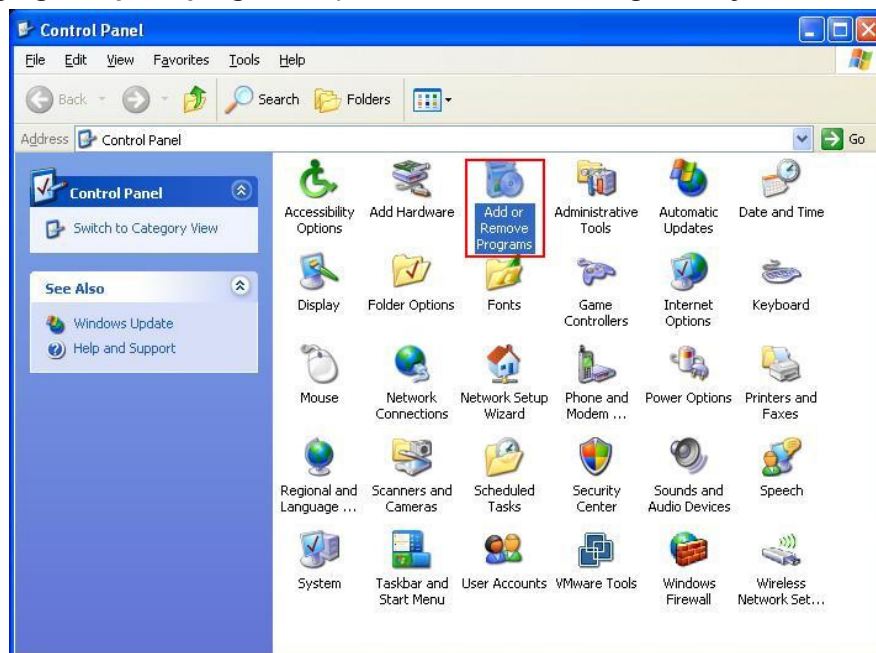 Control Panel
File Edit View Favorites Tools Help
Back Search Folders
Address Control Panel Go
Control Panel
Switch to Category View
See Also
Windows Update
Help and Support
Accessibility Options
Add Hardware
Add or Remove Programs
Administrative Tools
Automatic Updates
Date and Time
Display
Folder Options
Fonts
Game Controllers
Internet Options
Keyboard
Mouse
Network Connections
Network Setup Wizard
Phone and Modem ...
Power Options
Printers and Faxes
Regional and Language ...
Scanners and Cameras
Scheduled Tasks
Security Center
Sounds and Audio Devices
Speech
System
Taskbar and Start Menu
User Accounts
VMware Tools
Windows Firewall
Wireless Network Set...